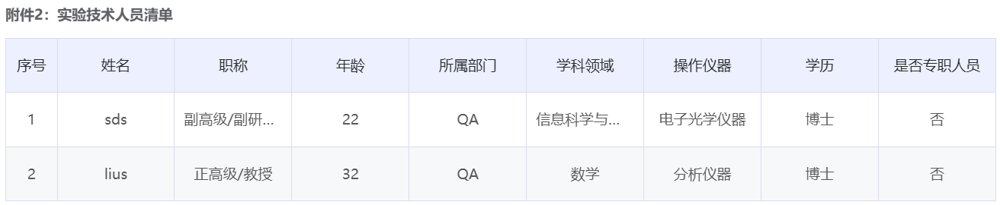 附件2：实验技术人员清单
序号 姓名 职称 年龄 所属部门 学科领域 操作仪器 学历 是否专职人员
1 sds 副高级/副研... 22 QA 信息科学与... 电子光学仪器 博士 否
2 lius 正高级/教授 32 QA 数学 分析仪器 博士 否